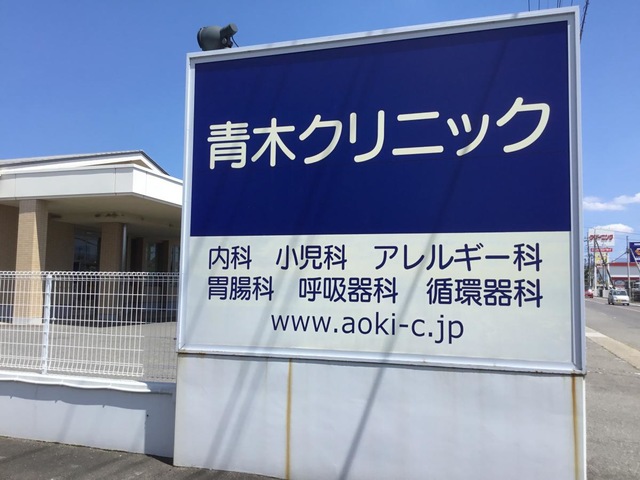 青木クリニック
内科 小児科 アレルギー科
胃腸科 呼吸器科 循環器科
www.aoki-c.jp